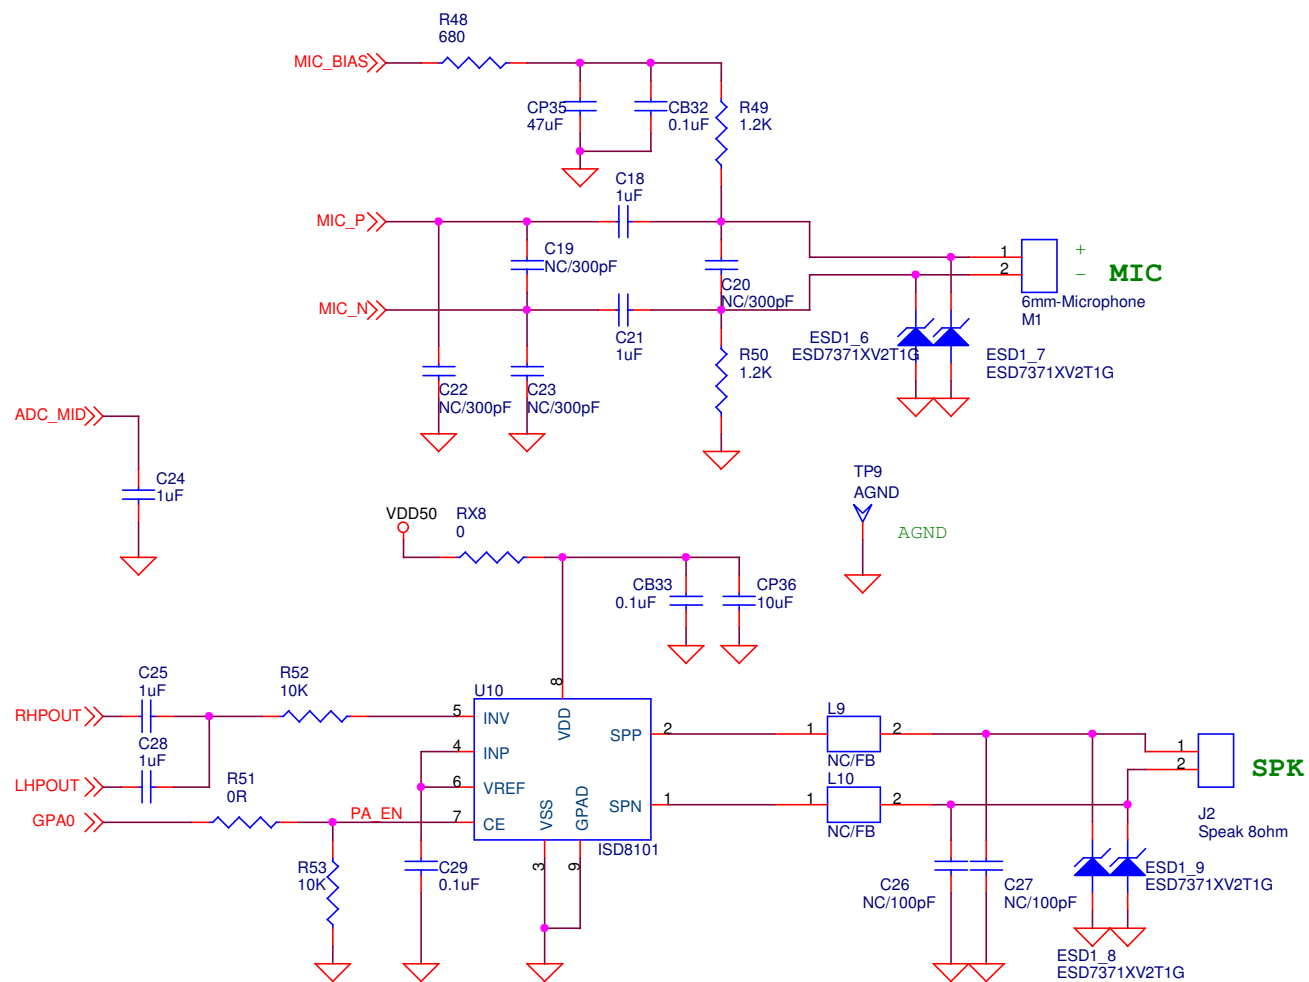 R48
680
MIC_BIAS
CP35
47uF
CB32
0.1uF
R49
1.2K
C18
1uF
MIC_P
C19
NC/300pF
C20
NC/300pF
1
2
+
−
MIC
6mm-Microphone
M1
MIC_N
C21
1uF
ESD1_6
ESD7371XV2T1G
ESD1_7
ESD7371XV2T1G
R50
1.2K
C22
NC/300pF
C23
NC/300pF
ADC_MID
C24
1uF
TP9
AGND
AGND
VDD50
RX8
0
CB33
0.1uF
CP36
10uF
C25
1uF
R52
10K
RHPOUT
C28
1uF
LHPOUT
R51
0R
GPA0
PA_EN
R53
10K
C29
0.1uF
U10
8
5
INV
4
INP
6
VREF
7
CE
VDD
VSS
GPAD
SPP
2
SPN
1
3
9
ISD8101
L9
1
2
NC/FB
L10
1
2
NC/FB
1
2
SPK
J2
Speak 8ohm
C26
NC/100pF
C27
NC/100pF
ESD1_9
ESD7371XV2T1G
ESD1_8
ESD7371XV2T1G